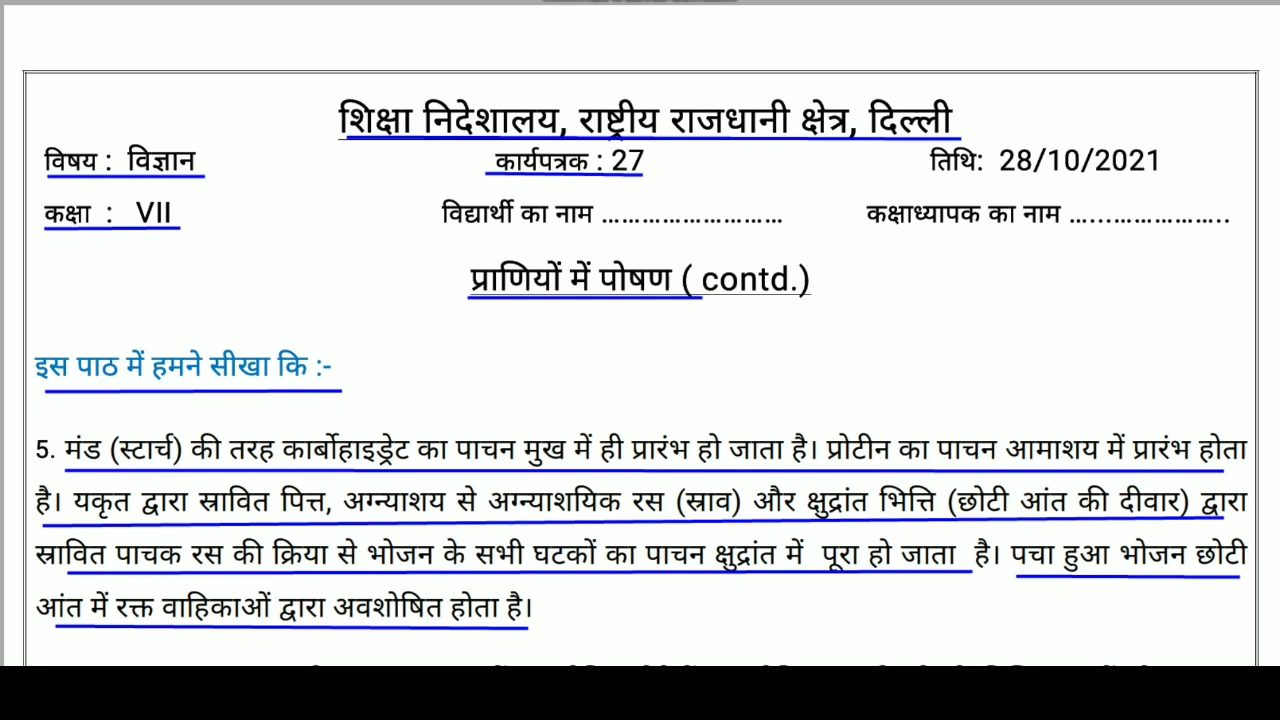 शिक्षा निदेशालय, राष्ट्रीय राजधानी क्षेत्र, दिल्ली
विषय : विज्ञान कार्यपत्रक : 27 तिथि: 28/10/2021
कक्षा : VII विद्यार्थी का नाम ........................ कक्षाध्यापक का नाम ........................
प्राणियों में पोषण ( contd.)
इस पाठ में हमने सीखा कि :-
5. मंड (स्टार्च) की तरह कार्बोहाइड्रेट का पाचन मुख में ही प्रारंभ हो जाता है। प्रोटीन का पाचन आमाशय में प्रारंभ होता
है। यकृत द्वारा स्रावित पित्त, अग्न्याशय से अग्न्याशयिक रस (स्राव) और क्षुद्रांत भित्ति (छोटी आंत की दीवार) द्वारा
स्रावित पाचक रस की क्रिया से भोजन के सभी घटकों का पाचन क्षुद्रांत में पूरा हो जाता है। पचा हुआ भोजन छोटी
आंत में रक्त वाहिकाओं द्वारा अवशोषित होता है।